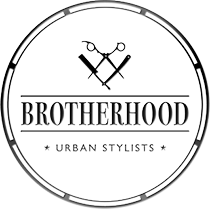 BROTHERHOOD
★ URBAN STYLISTS ★